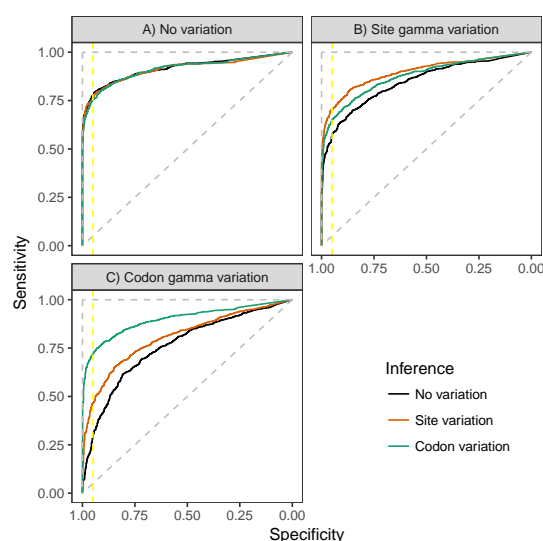 A) No variation
B) Site gamma variation
1.00
0.75
0.50
0.25
0.00
1.00 0.75 0.50 0.25 0.00
C) Codon gamma variation
1.00
0.75
0.50
0.25
0.00
1.00 0.75 0.50 0.25 0.00
Sensitivity
Specificity
Inference
No variation
Site variation
Codon variation